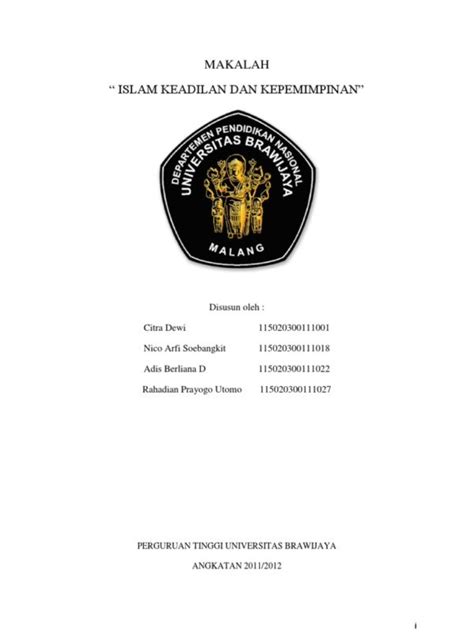 MAKALAH
“ ISLAM KEADILAN DAN KEPEMIMPINAN”
DEPARTEMEN PENDIDIKAN NASIONAL
UNIVERSITAS BRAWIJAYA
MALANG
Disusun oleh :
Citra Dewi 115020300111001
Nico Arfi Soebangkit 115020300111018
Adis Berliana D 115020300111022
Rahadian Prayogo Utomo 115020300111027
PERGURUAN TINGGI UNIVERSITAS BRAWIJAYA
ANGKATAN 2011/2012
i